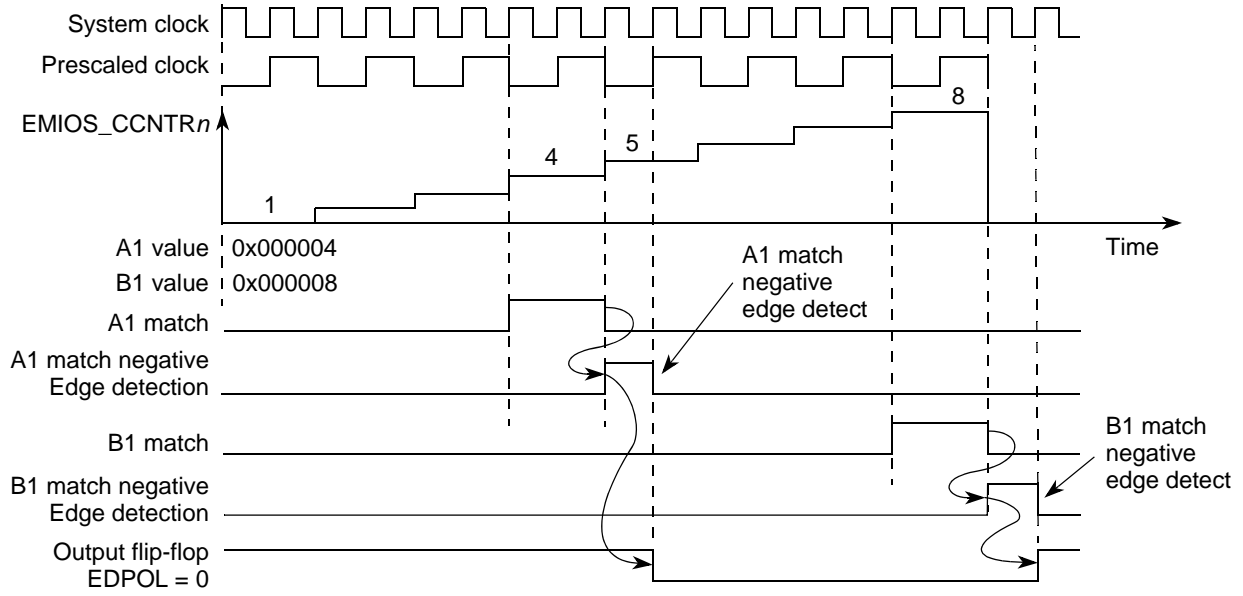 System clock
Prescaled clock
EMIOS_CCNTRn
8
5
4
1
A1 value 0x000004
Time
B1 value 0x000008
A1 match
negative
edge detect
A1 match
A1 match negative
Edge detection
B1 match
B1 match
negative
edge detect
B1 match negative
Edge detection
Output flip-flop
EDPOL = 0